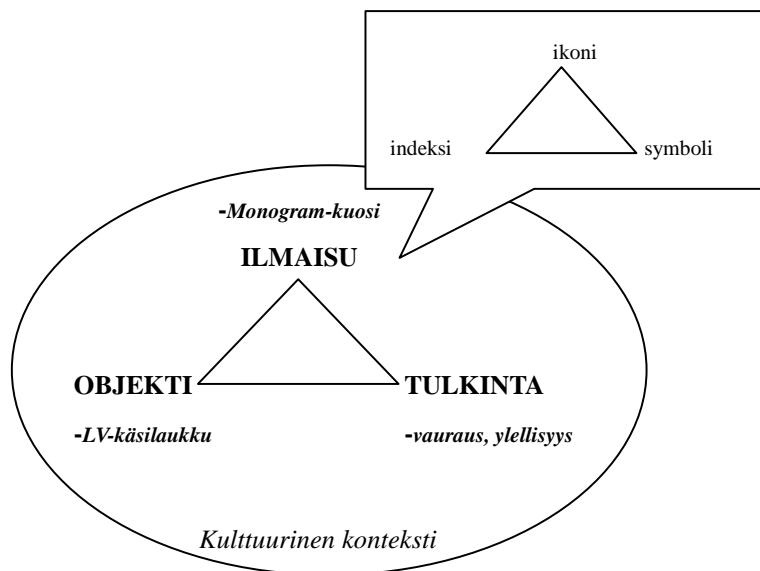 ikoni
indeksi symboli
-Monogram-kuosi
ILMAISU
OBJEKTI TULKINTA
-LV-käsilaukku -vauraus, ylellisyys
Kulttuurinen konteksti